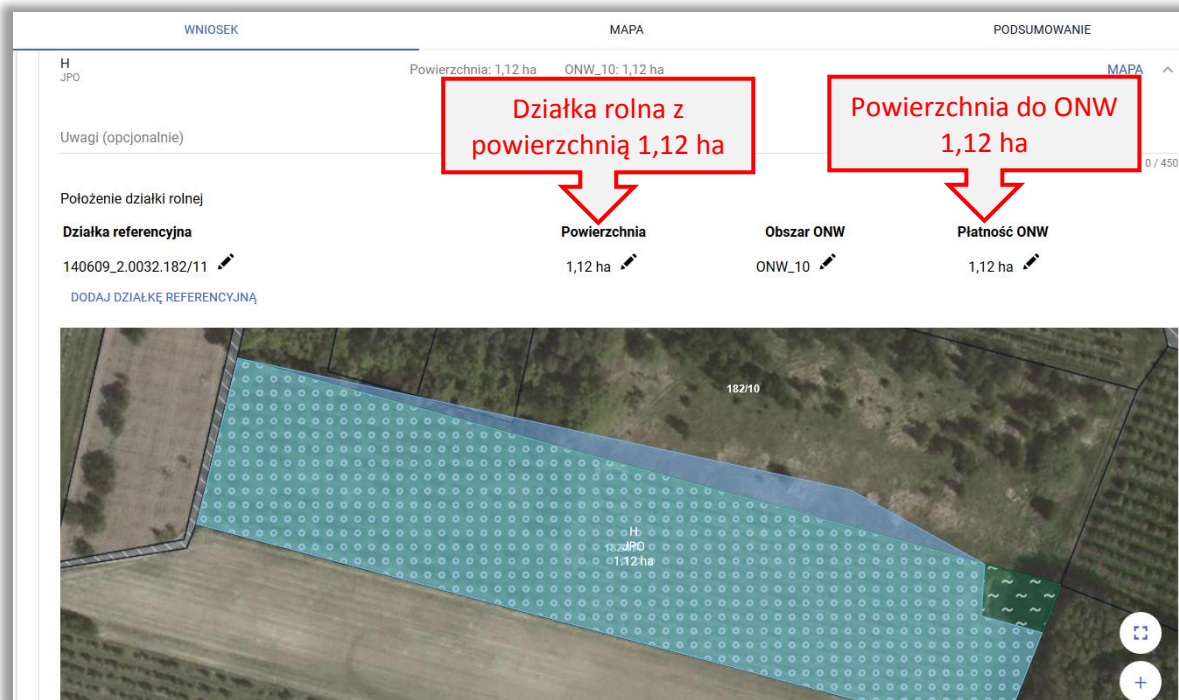 WNIOSEK MAPA PODSUMOWANIE
H
JPO
Powierzchnia: 1,12 ha ONW_10: 1,12 ha MAPA
Działka rolna z
powierzchnią 1,12 ha
Powierzchnia do ONW
1,12 ha
Uwagi (opcjonalnie)
0 / 450
Położenie działki rolnej
Działka referencyjna Powierzchnia Obszar ONW Płatność ONW
140609_2.0032.182/11 1,12 ha ONW_10 1,12 ha
DODAJ DZIAŁKĘ REFERENCYJNĄ
182/10
H
JPO
1.12 ha